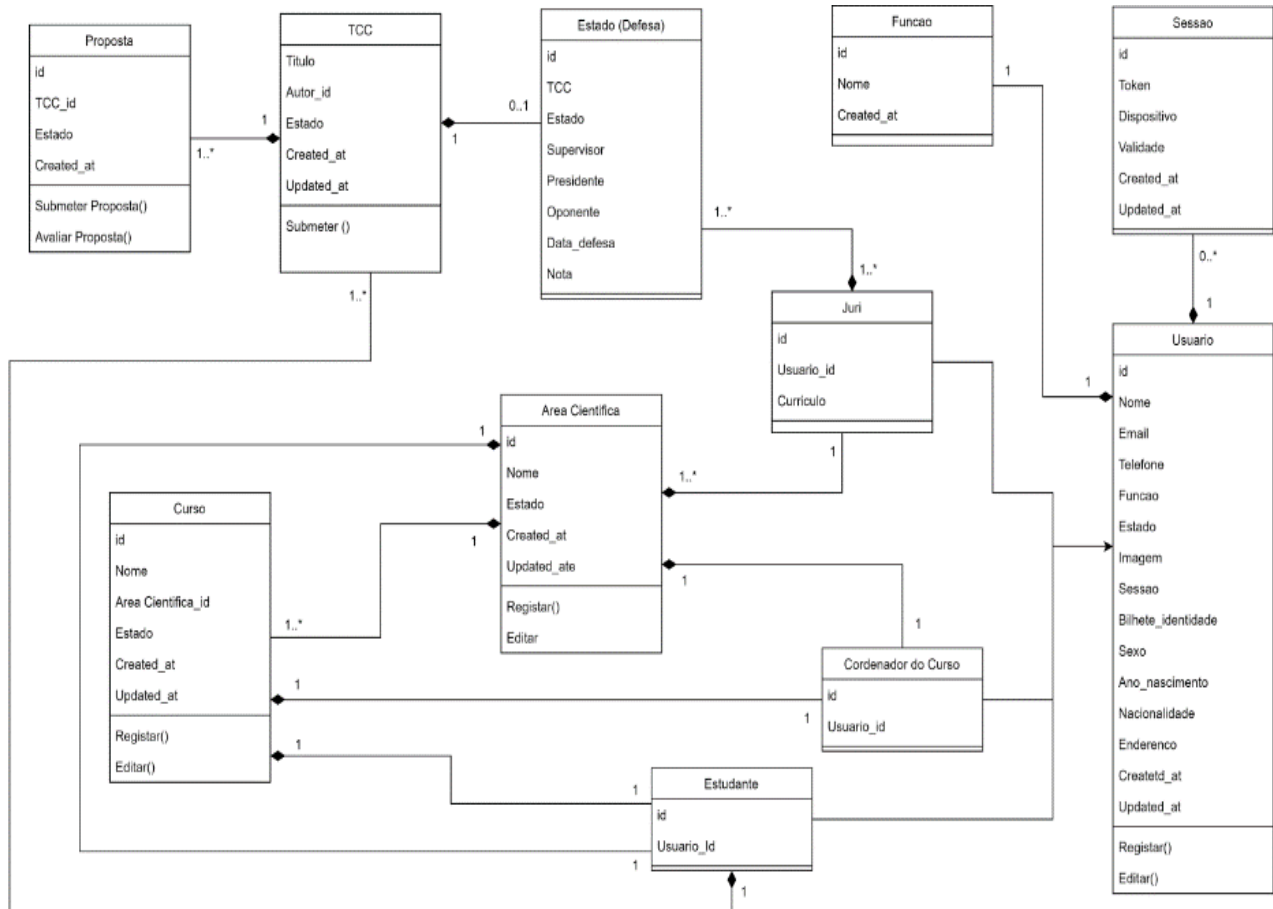 Proposta
id
TCC_id
Estado
Created_at
Submeter Proposta()
Avaliar Proposta()
1
1..*
TCC
Titulo
Autor_id
Estado
Created_at
Updated_at
Submeter ()
1..*
1
0..1
Estado (Defesa)
id
TCC
Estado
Supervisor
Presidente
Oponente
Data_defesa
Nota
1..*
1..*
Funcao
id
Nome
Created_at
1
1
Sessao
id
Token
Dispositivo
Validade
Created_at
Updated_at
0..*
1
Juri
id
Usuario_id
Curriculo
1
1..*
Usuario
id
Nome
Email
Telefone
Funcao
Estado
Imagem
Sessao
Bilhete_identidade
Sexo
Ano_nascimento
Nacionalidade
Enderenco
Createtd_at
Updated_at
Registar()
Editar()
Area Cientifica
id
Nome
Estado
Created_at
Updated_ate
Registar()
Editar
1
1
1
1
Curso
id
Nome
Area Cientifica_id
Estado
Created_at
Updated_at
Registar()
Editar()
1..*
1
1
1
1
Cordenador do Curso
id
Usuario_id
Estudante
id
Usuario_Id
1
1